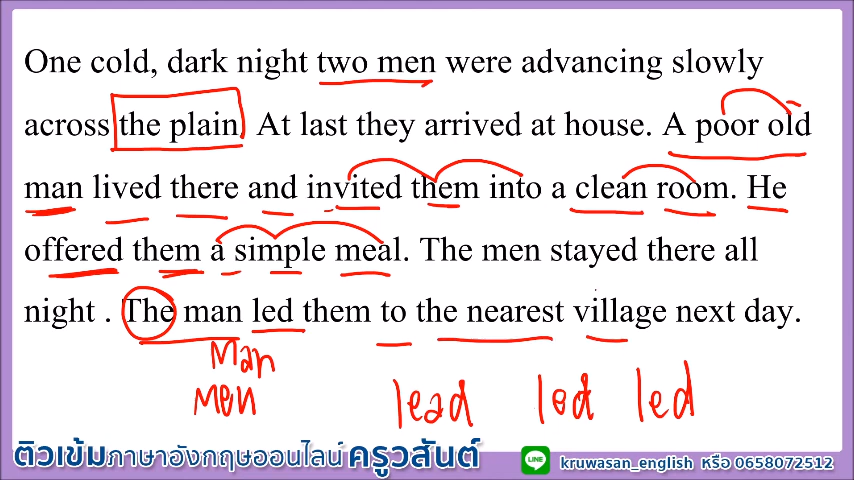 One cold, dark night two men were advancing slowly
across the plain. At last they arrived at house. A poor old
man lived there and invited them into a clean room. He
offered them a simple meal. The men stayed there all
night . The man led them to the nearest village next day.
Man
Men
lead led led
ติวเข้มภาษาอังกฤษออนไลน์ ครูวสันต์
LINE kruwasan_english หรือ 0658072512